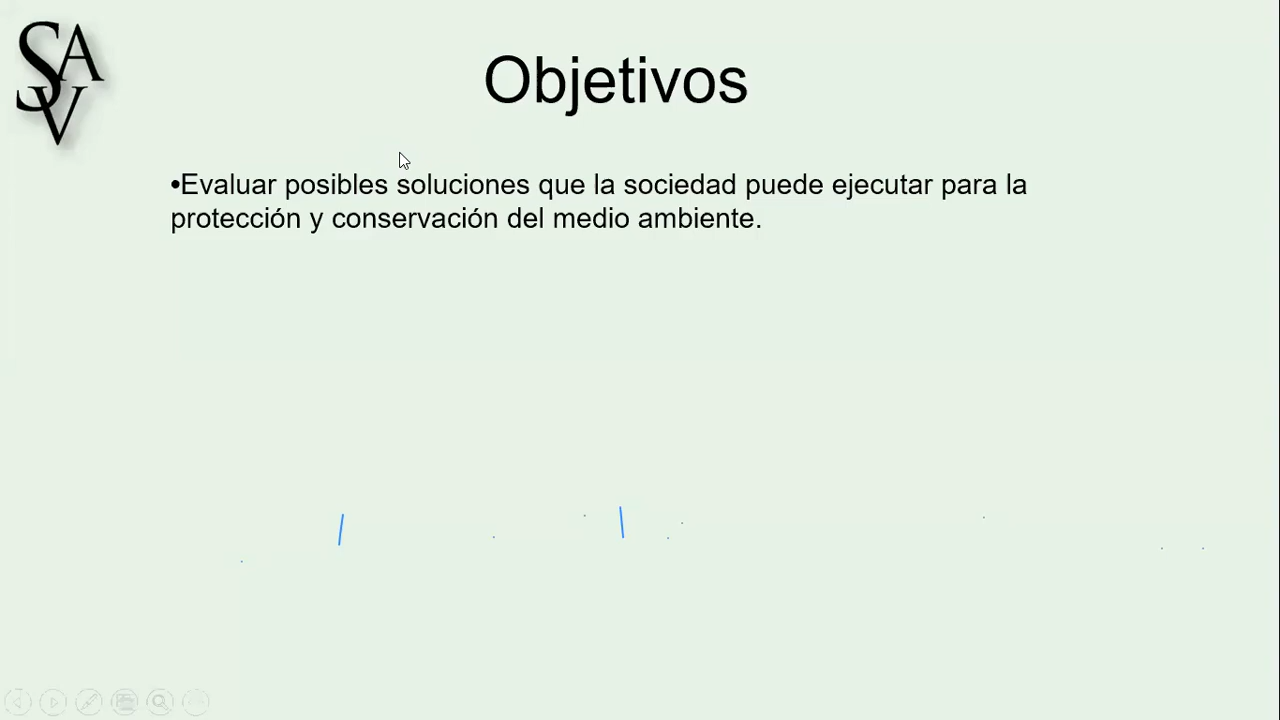 SAV
Objetivos
•Evaluar posibles soluciones que la sociedad puede ejecutar para la
protección y conservación del medio ambiente.